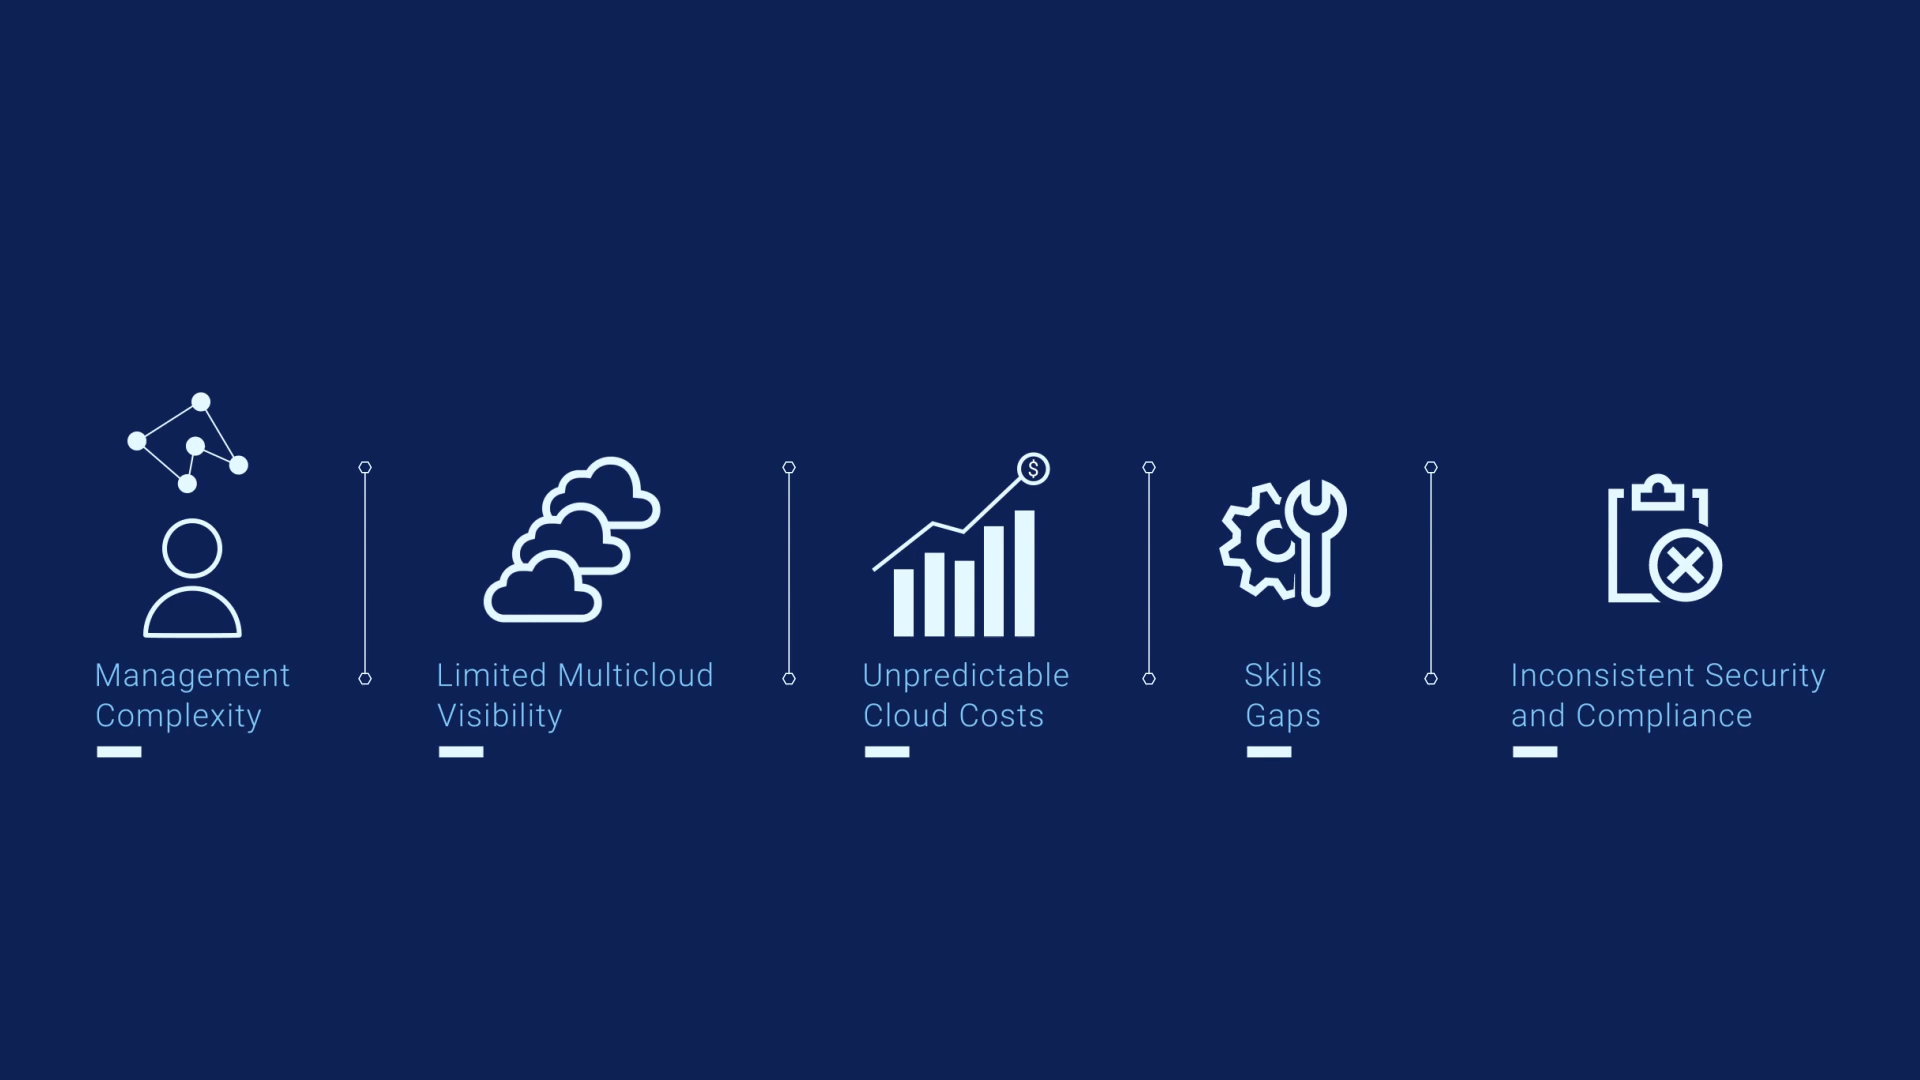 Management
Complexity
Limited Multicloud
Visibility
$
Unpredictable
Cloud Costs
Skills
Gaps
Inconsistent Security
and Compliance